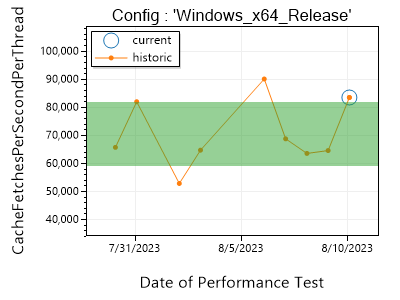 Config : 'Windows_x64_Release'
CacheFetchesPerSecondPerThread
current
historic
100,000
90,000
80,000
70,000
60,000
50,000
40,000
7/31/2023 8/5/2023 8/10/2023
Date of Performance Test